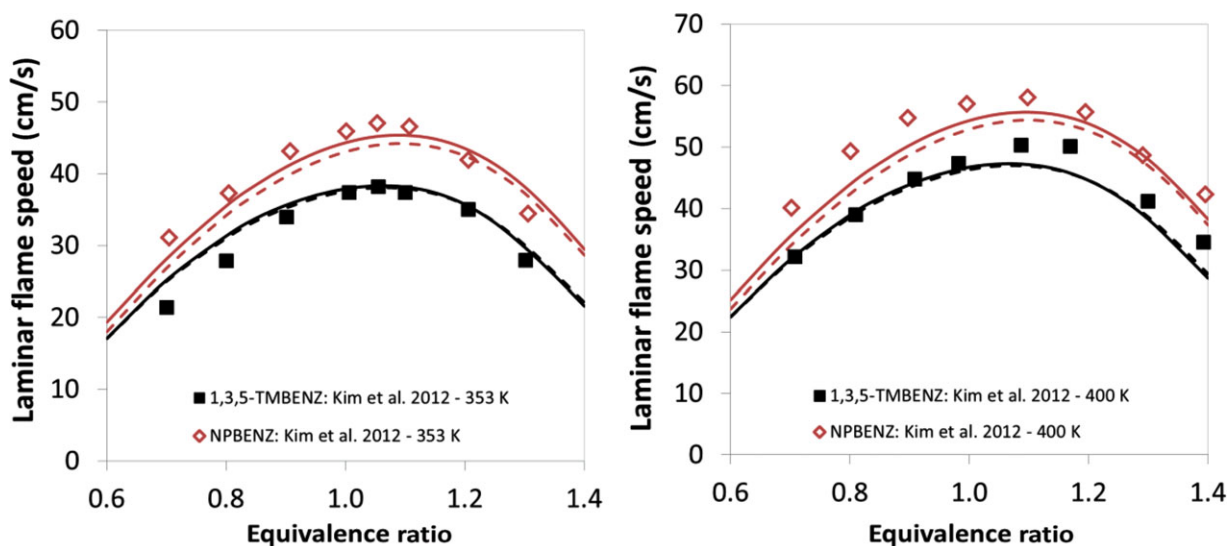 Laminar flame speed (cm/s)
60
50
40
30
20
10
0
■ 1,3,5-TMBENZ: Kim et al. 2012 - 353 K
◇ NPBENZ: Kim et al. 2012 - 353 K
0.6 0.8 1.0 1.2 1.4
Equivalence ratio
Laminar flame speed (cm/s)
70
60
50
40
30
20
10
0
■ 1,3,5-TMBENZ: Kim et al. 2012 - 400 K
◇ NPBENZ: Kim et al. 2012 - 400 K
0.6 0.8 1.0 1.2 1.4
Equivalence ratio